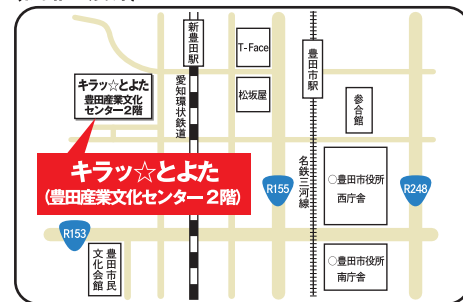 新豊田駅
T-Face
豊田市駅
キラッ☆とよた
豊田産業文化
センター2階
愛知環状鉄道
松坂屋
参合館
キラッ☆とよた
(豊田産業文化センター2階)
名鉄三河線
R155
R248
○豊田市役所
西庁舎
R153
豊田市民
文化会館
○豊田市役所
南庁舎